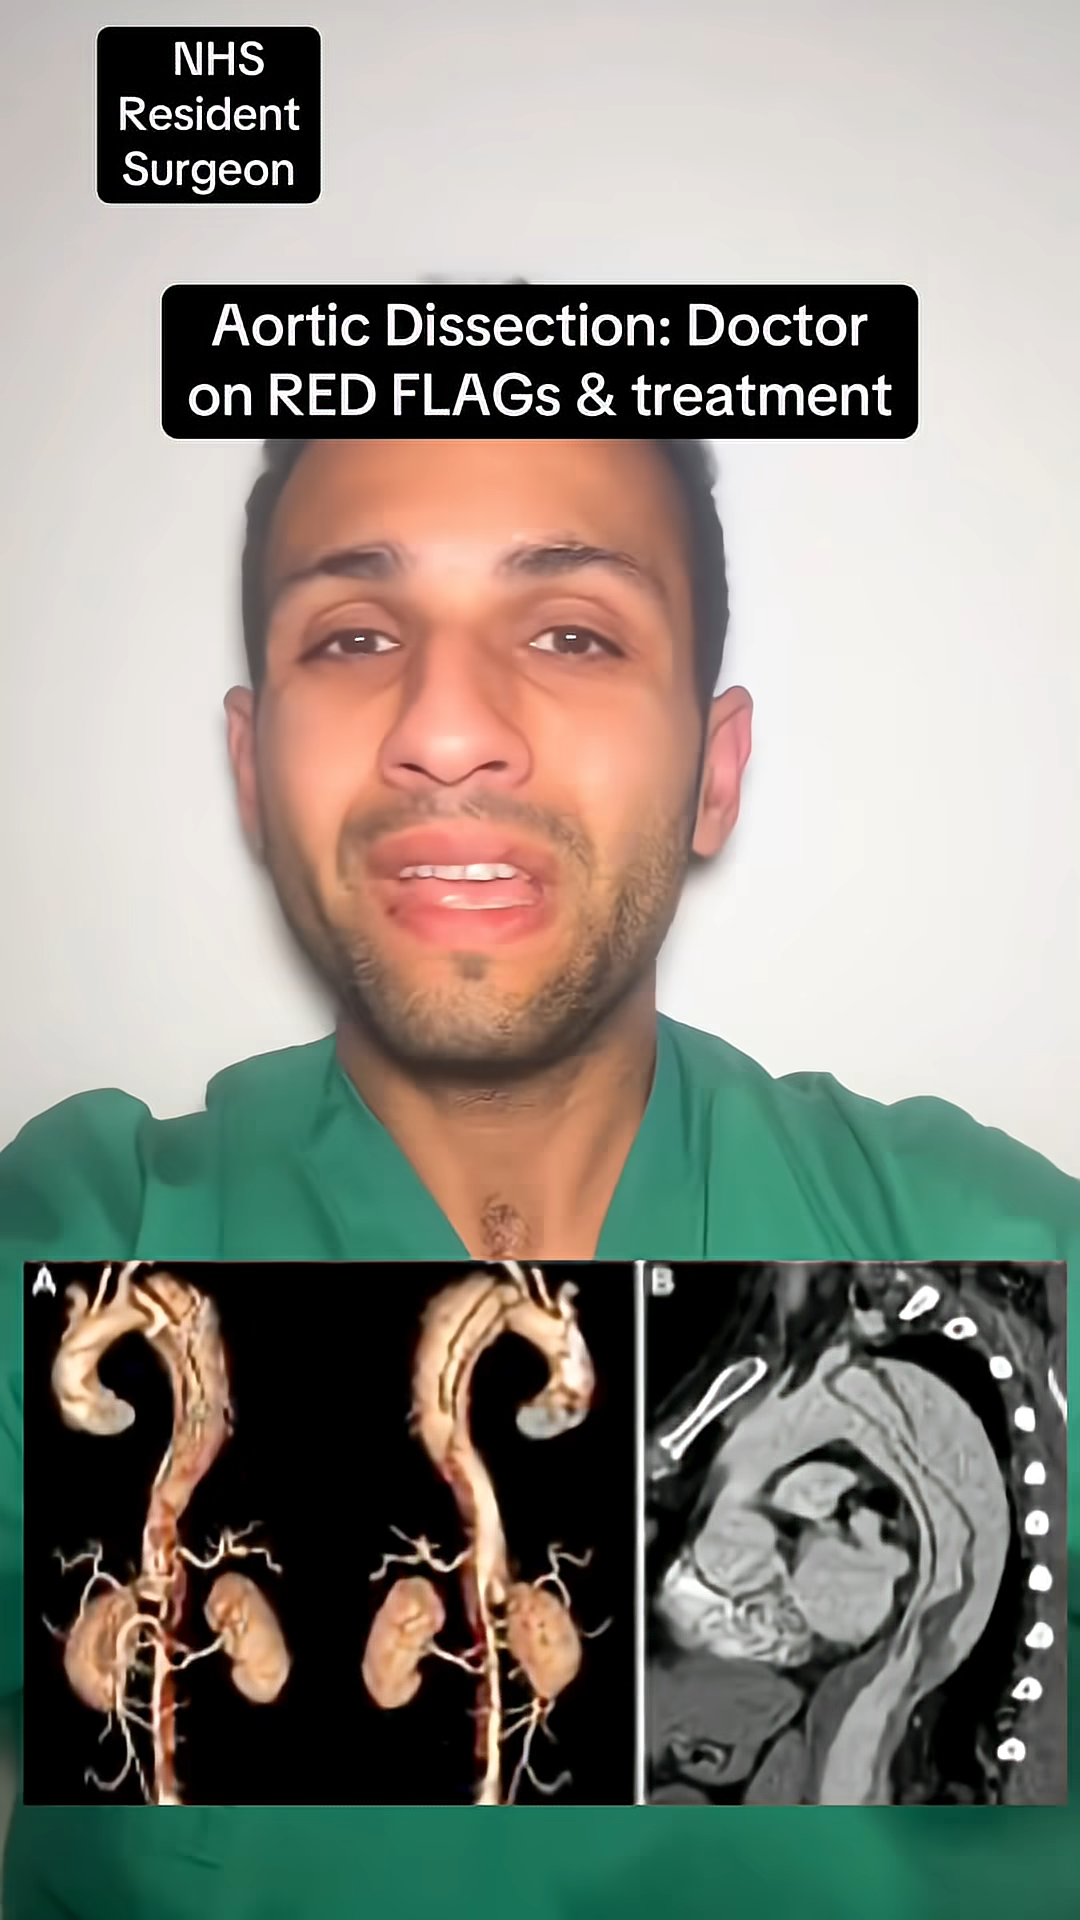 NHS
Resident
Surgeon
Aortic Dissection: Doctor
on RED FLAGs & treatment
A
B